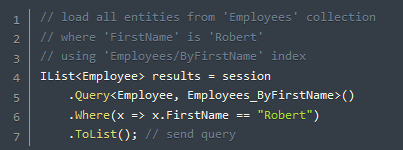 1 // load all entities from 'Employees' collection
2 // where 'FirstName' is 'Robert'
3 // using 'Employees/ByFirstName' index
4 IList<Employee> results = session
5     .Query<Employee, Employees_ByFirstName>()
6     .Where(x => x.FirstName == "Robert")
7     .ToList(); // send query